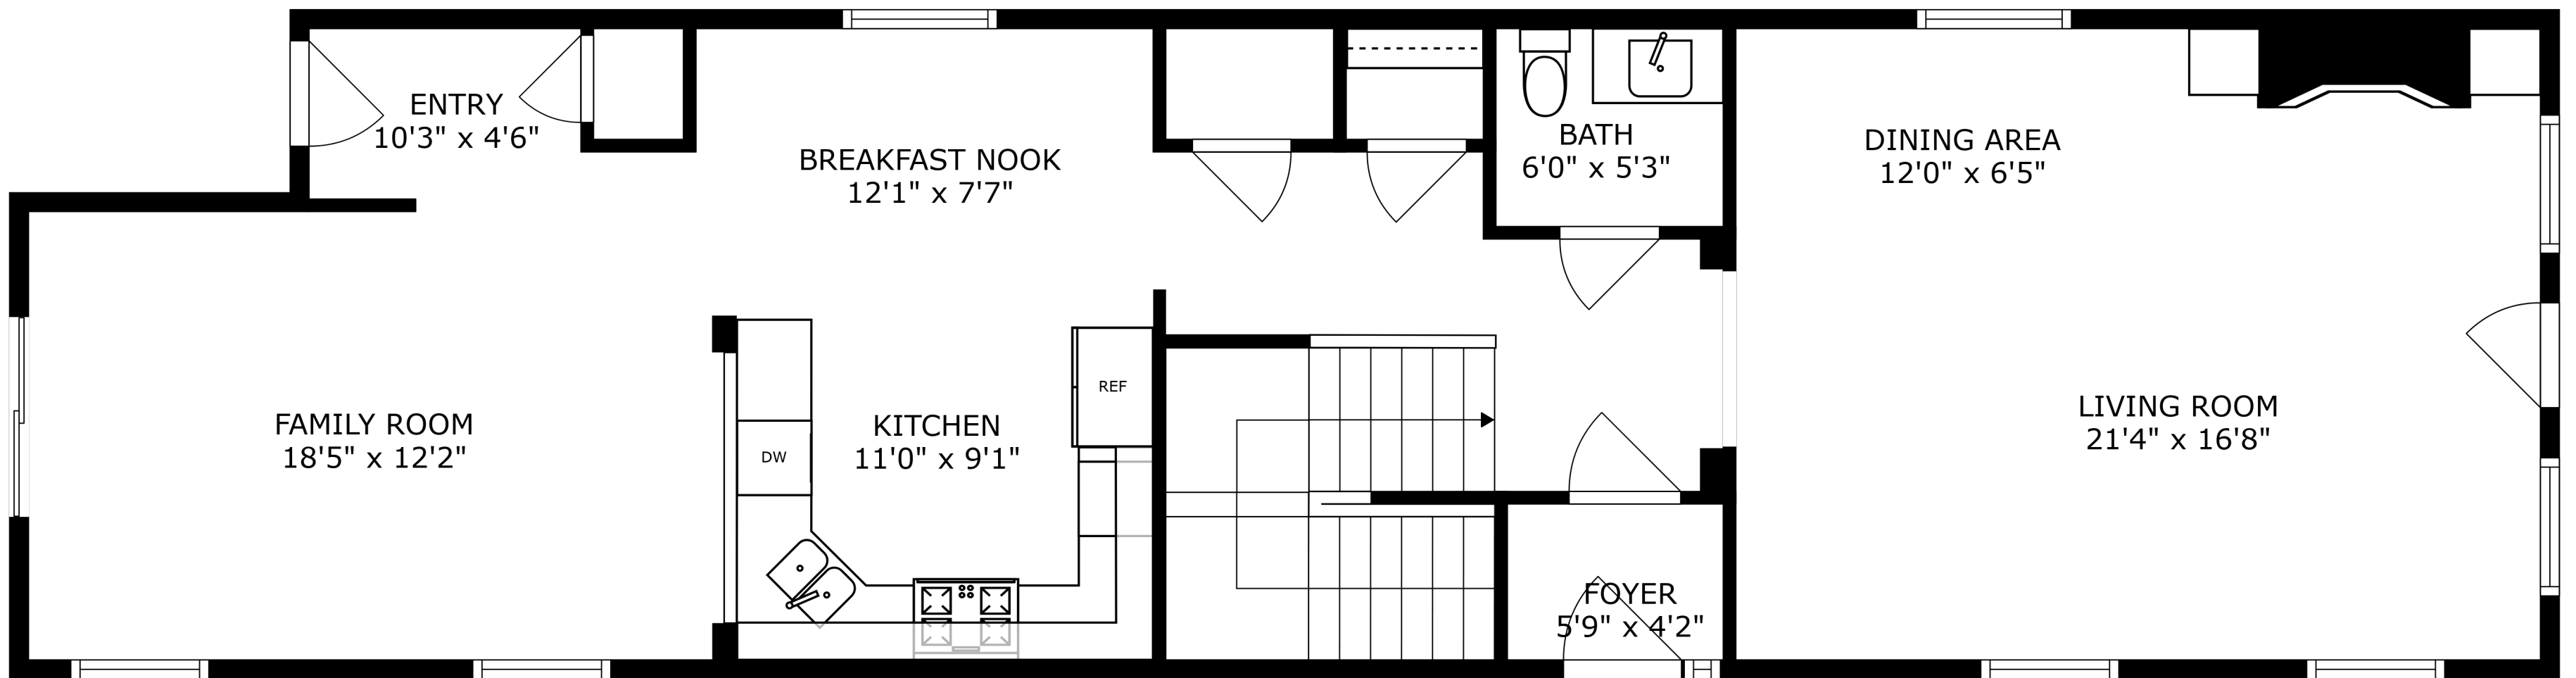 ENTRY
10'3" x 4'6"
BREAKFAST NOOK
12'1" x 7'7"
BATH
6'0" x 5'3"
DINING AREA
12'0" x 6'5"
FAMILY ROOM
18'5" x 12'2"
DW
KITCHEN
11'0" x 9'1"
REF
FOYER
5'9" x 4'2"
LIVING ROOM
21'4" x 16'8"